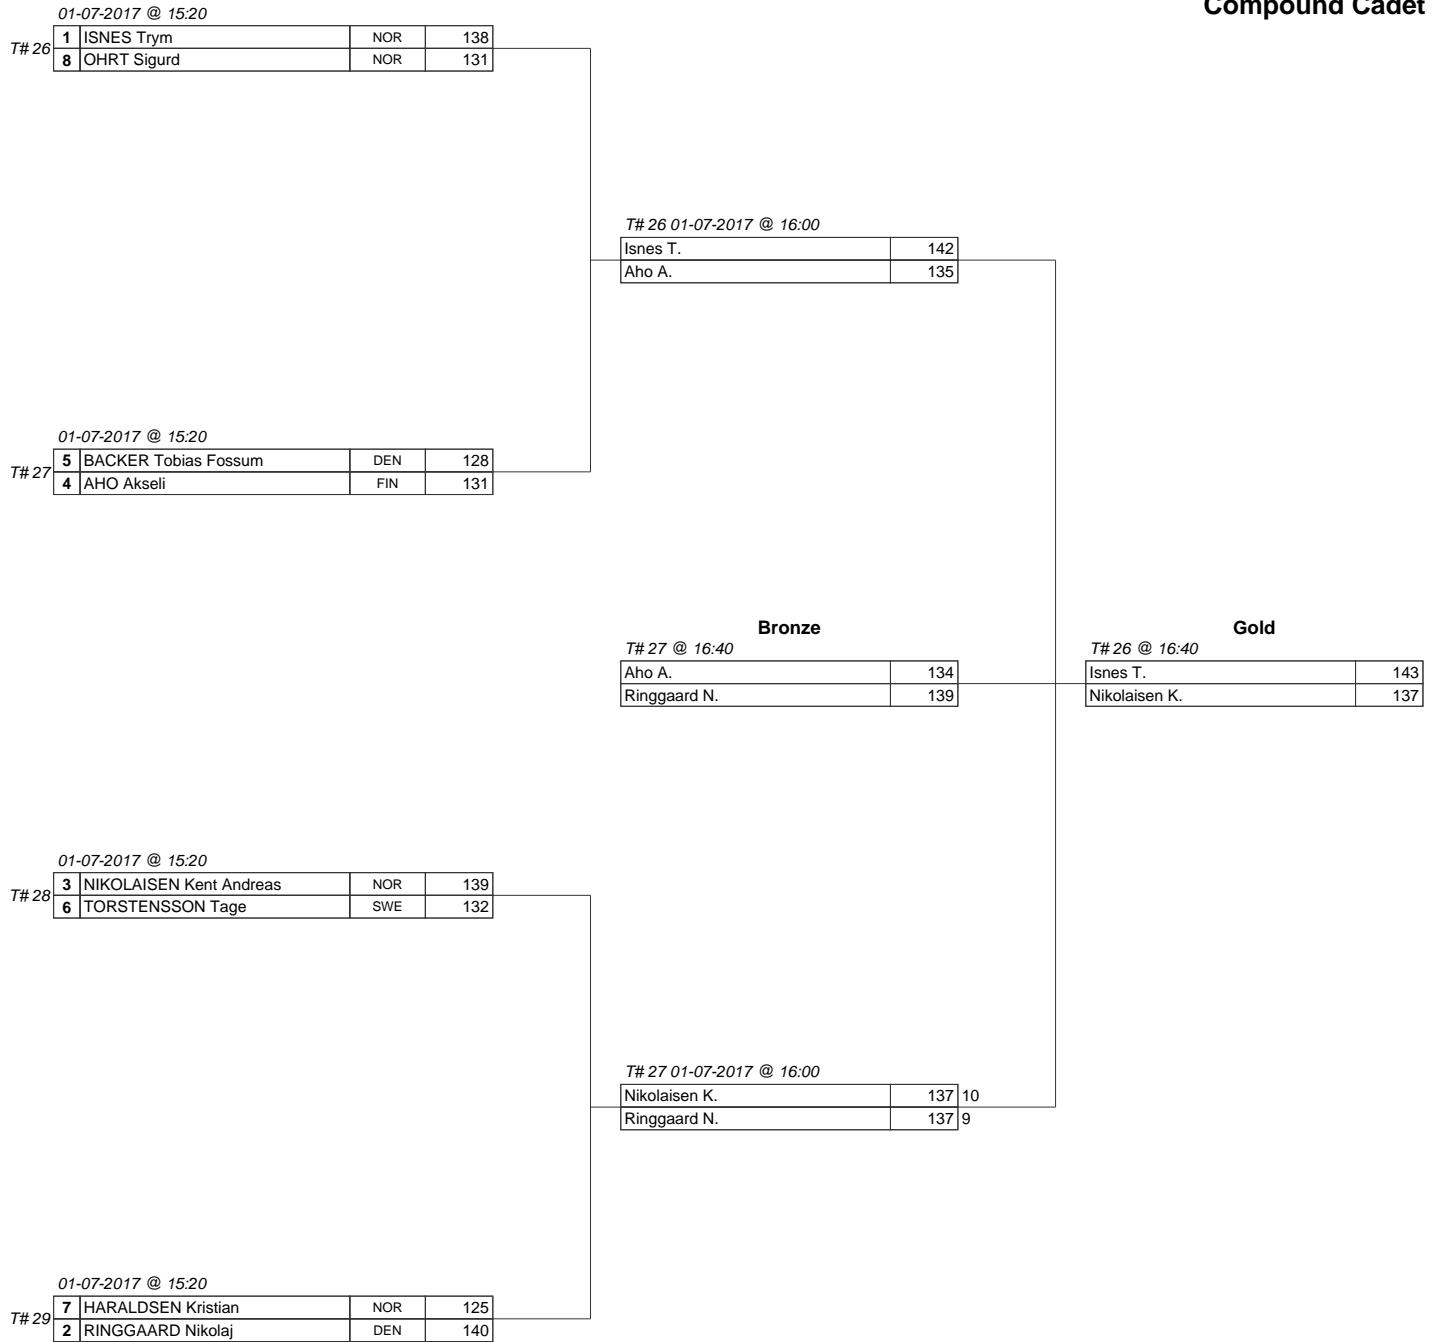 Compound Cadet
01-07-2017 @ 15:20
T# 26
1 ISNES Trym NOR 138
8 OHRT Sigurd NOR 131
T# 26 01-07-2017 @ 16:00
Isnes T. 142
Aho A. 135
01-07-2017 @ 15:20
T# 27
5 BACKER Tobias Fossum DEN 128
4 AHO Akseli FIN 131
Bronze
T# 27 @ 16:40
Aho A. 134
Ringgaard N. 139
Gold
T# 26 @ 16:40
Isnes T. 143
Nikolaisen K. 137
01-07-2017 @ 15:20
T# 28
3 NIKOLAISEN Kent Andreas NOR 139
6 TORSTENSSON Tage SWE 132
T# 27 01-07-2017 @ 16:00
Nikolaisen K. 137 10
Ringgaard N. 137 9
01-07-2017 @ 15:20
T# 29
7 HARALDSEN Kristian NOR 125
2 RINGGAARD Nikolaj DEN 140